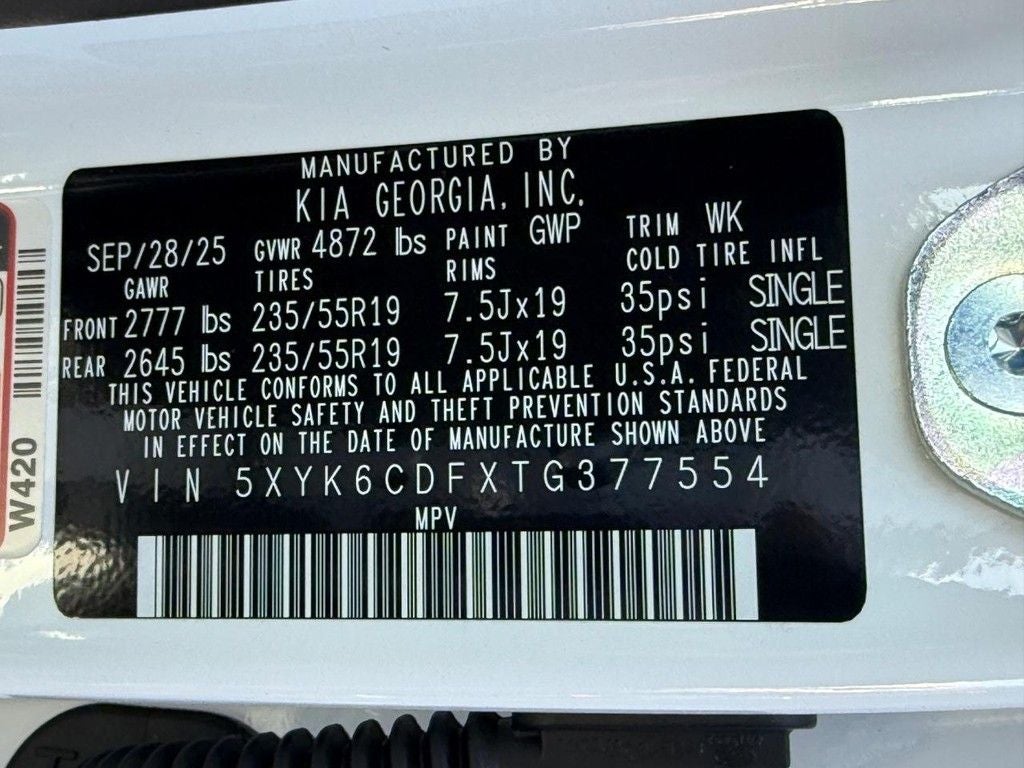 MANUFACTURED BY
KIA GEORGIA, INC.
SEP/28/25 GVWR 4872 lbs PAINT GWP TRIM WK
GAWR TIRES RIMS COLD TIRE INFL
FRONT 2777 lbs 235/55R19 7.5Jx19 35psi SINGLE
REAR 2645 lbs 235/55R19 7.5Jx19 35psi SINGLE
THIS VEHICLE CONFORMS TO ALL APPLICABLE U.S.A. FEDERAL
MOTOR VEHICLE SAFETY AND THEFT PREVENTION STANDARDS
IN EFFECT ON THE DATE OF MANUFACTURE SHOWN ABOVE
VIN 5XYK6CDFXTG377554
MPV
W420